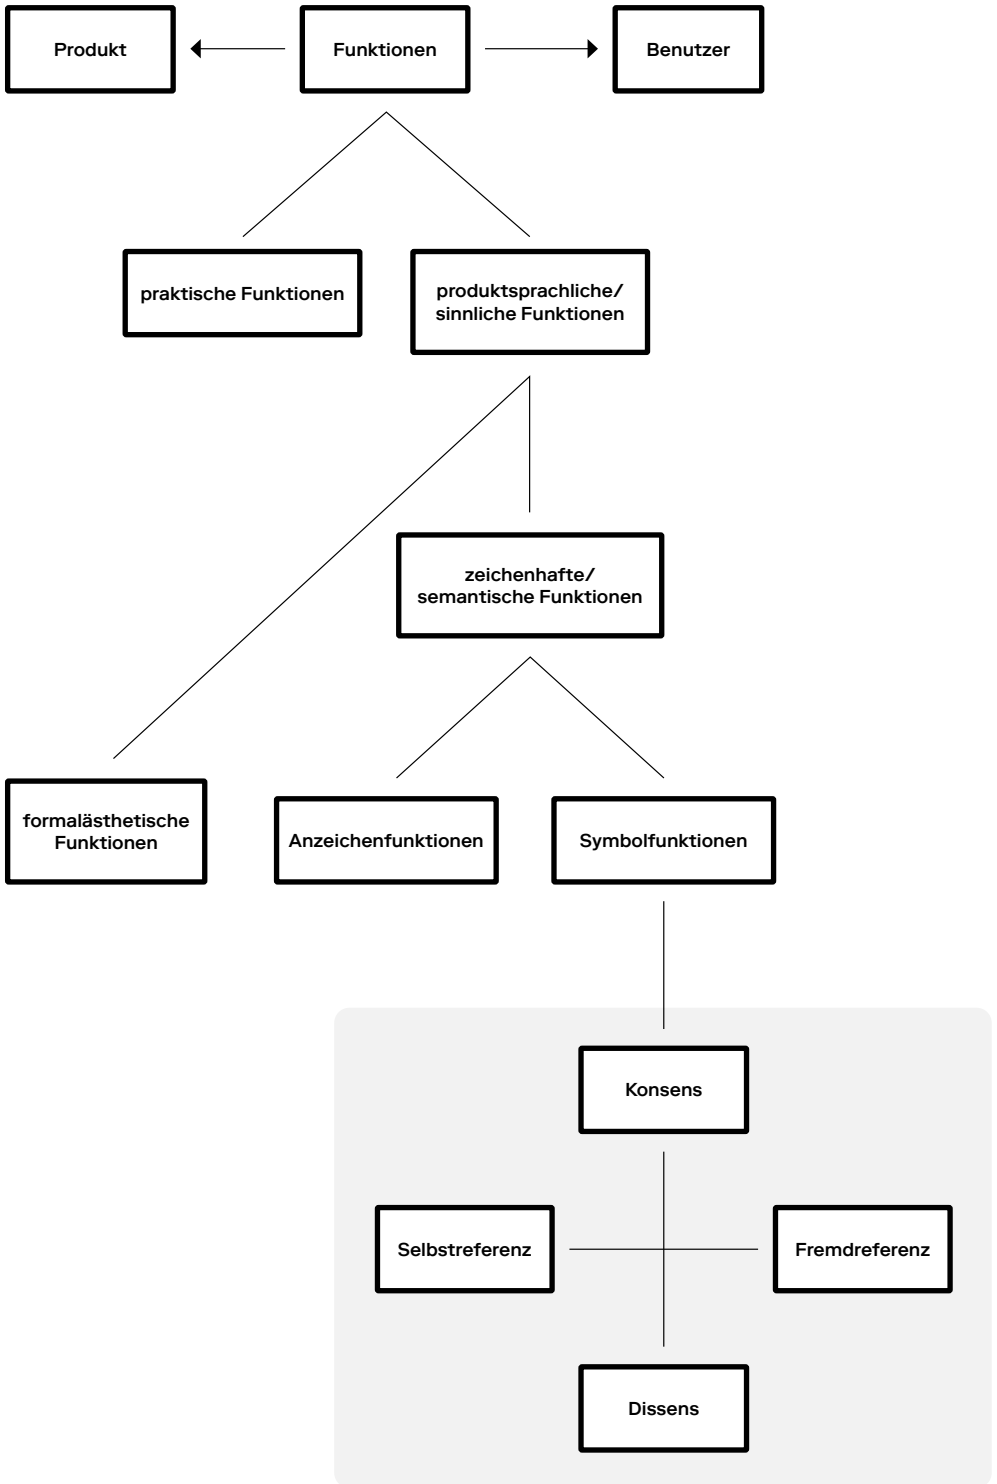 Produkt
Funktionen
Benutzer
praktische Funktionen
produktsprachliche/
sinnliche Funktionen
zeichenhafte/
semantische Funktionen
formalästhetische
Funktionen
Anzeichenfunktionen
Symbolfunktionen
Konsens
Selbstreferenz
Fremdreferenz
Dissens